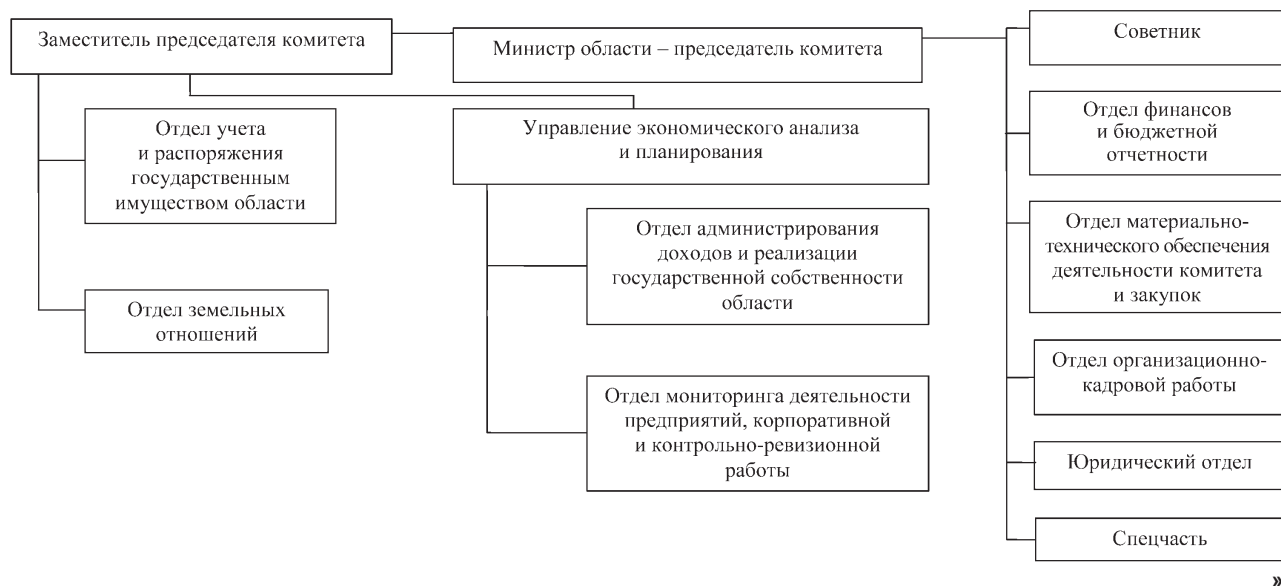 Заместитель председателя комитета
Министр области – председатель комитета
Советник
Отдел учета
и распоряжения
государственным
имуществом области
Управление экономического анализа
и планирования
Отдел финансов
и бюджетной
отчетности
Отдел администрирования
доходов и реализации
государственной собственности
области
Отдел материально-
технического обеспечения
деятельности комитета
и закупок
Отдел земельных
отношений
Отдел мониторинга деятельности
предприятий, корпоративной
и контрольно-ревизионной
работы
Отдел организационно-
кадровой работы
Юридический отдел
Спецчасть
»